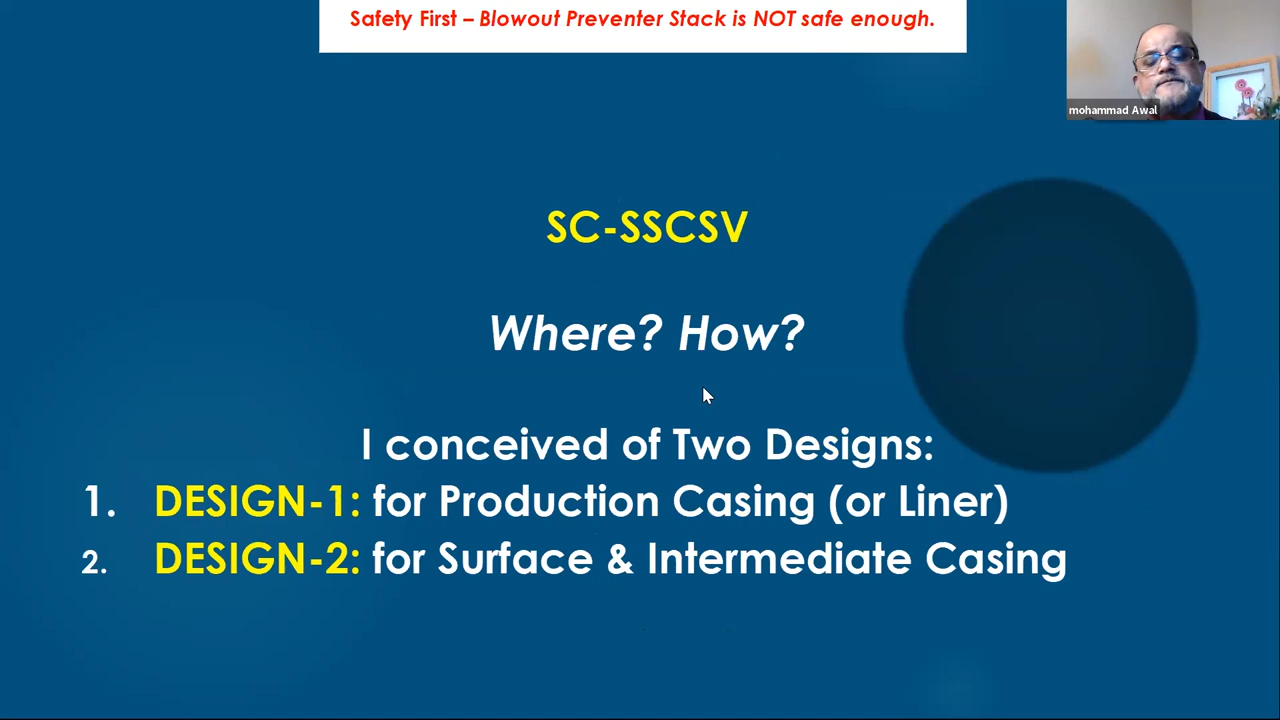 Safety First – Blowout Preventer Stack is NOT safe enough.
mohammad Awal
SC-SSCSV
Where? How?
I conceived of Two Designs:
1. DESIGN-1: for Production Casing (or Liner)
2. DESIGN-2: for Surface & Intermediate Casing